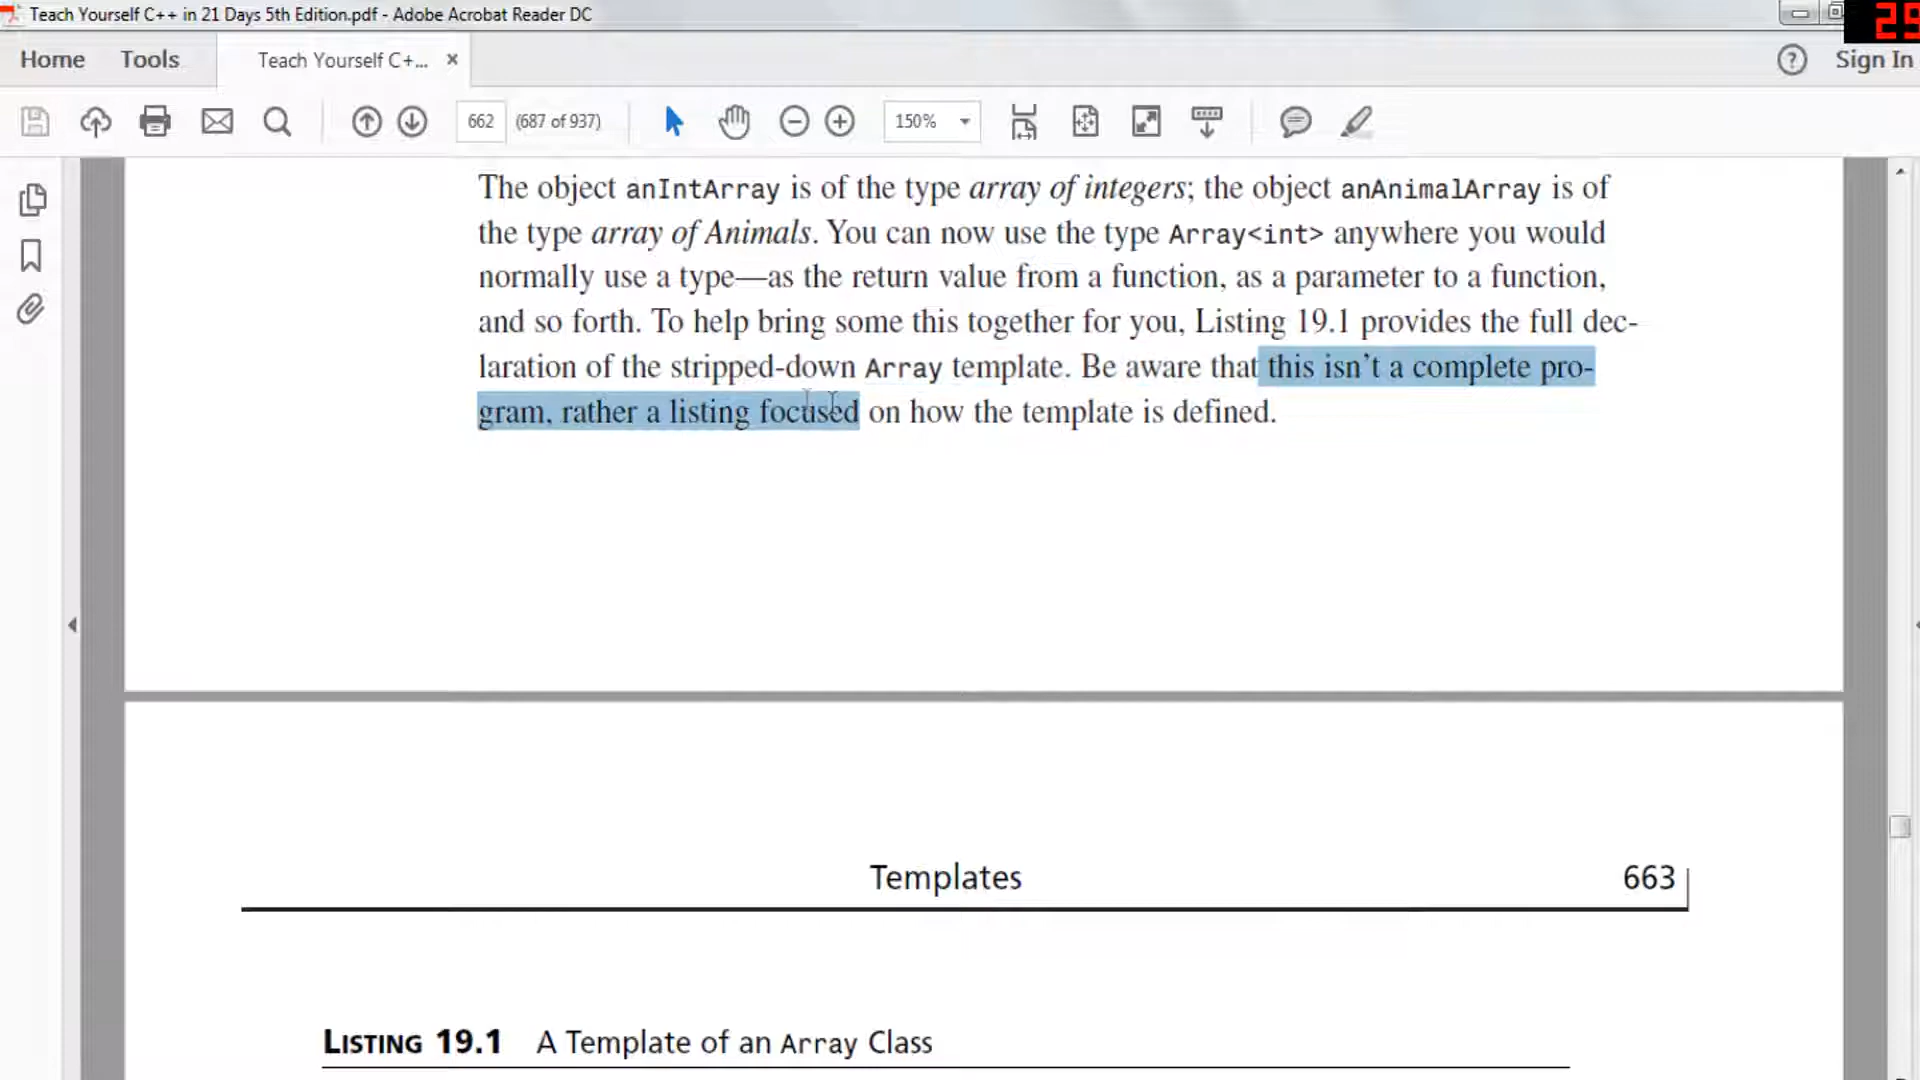 Teach Yourself C++ in 21 Days 5th Edition.pdf - Adobe Acrobat Reader DC
29
Home Tools Teach Yourself C+... × ? Sign In
662 (687 of 937) 150%
The object anIntArray is of the type array of integers; the object anAnimalArray is of
the type array of Animals. You can now use the type Array<int> anywhere you would
normally use a type—as the return value from a function, as a parameter to a function,
and so forth. To help bring some this together for you, Listing 19.1 provides the full dec-
laration of the stripped-down Array template. Be aware that this isn't a complete pro-
gram, rather a listing focused on how the template is defined.
Templates 663
LISTING 19.1 A Template of an Array Class